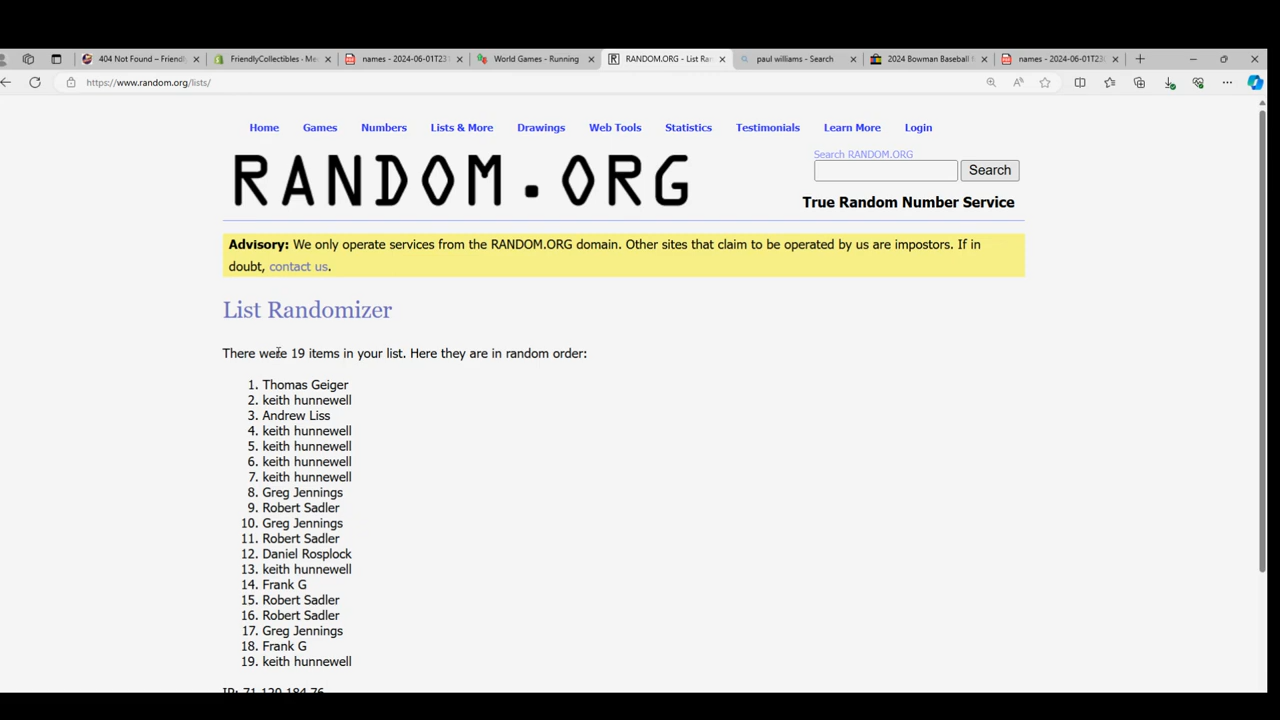 404 Not Found – Friendly
FriendlyCollectibles - Me
names - 2024-06-01T23
World Games - Running
RANDOM.ORG - List Ran
paul williams - Search
2024 Bowman Baseball
names - 2024-06-01T23
https://www.random.org/lists/
Home Games Numbers Lists & More Drawings Web Tools Statistics Testimonials Learn More Login
RANDOM.ORG
Search RANDOM.ORG
Search
True Random Number Service
Advisory: We only operate services from the RANDOM.ORG domain. Other sites that claim to be operated by us are impostors. If in
doubt, contact us.
List Randomizer
There were 19 items in your list. Here they are in random order:
1. Thomas Geiger
2. keith hunnewell
3. Andrew Liss
4. keith hunnewell
5. keith hunnewell
6. keith hunnewell
7. keith hunnewell
8. Greg Jennings
9. Robert Sadler
10. Greg Jennings
11. Robert Sadler
12. Daniel Rosplock
13. keith hunnewell
14. Frank G
15. Robert Sadler
16. Robert Sadler
17. Greg Jennings
18. Frank G
19. keith hunnewell